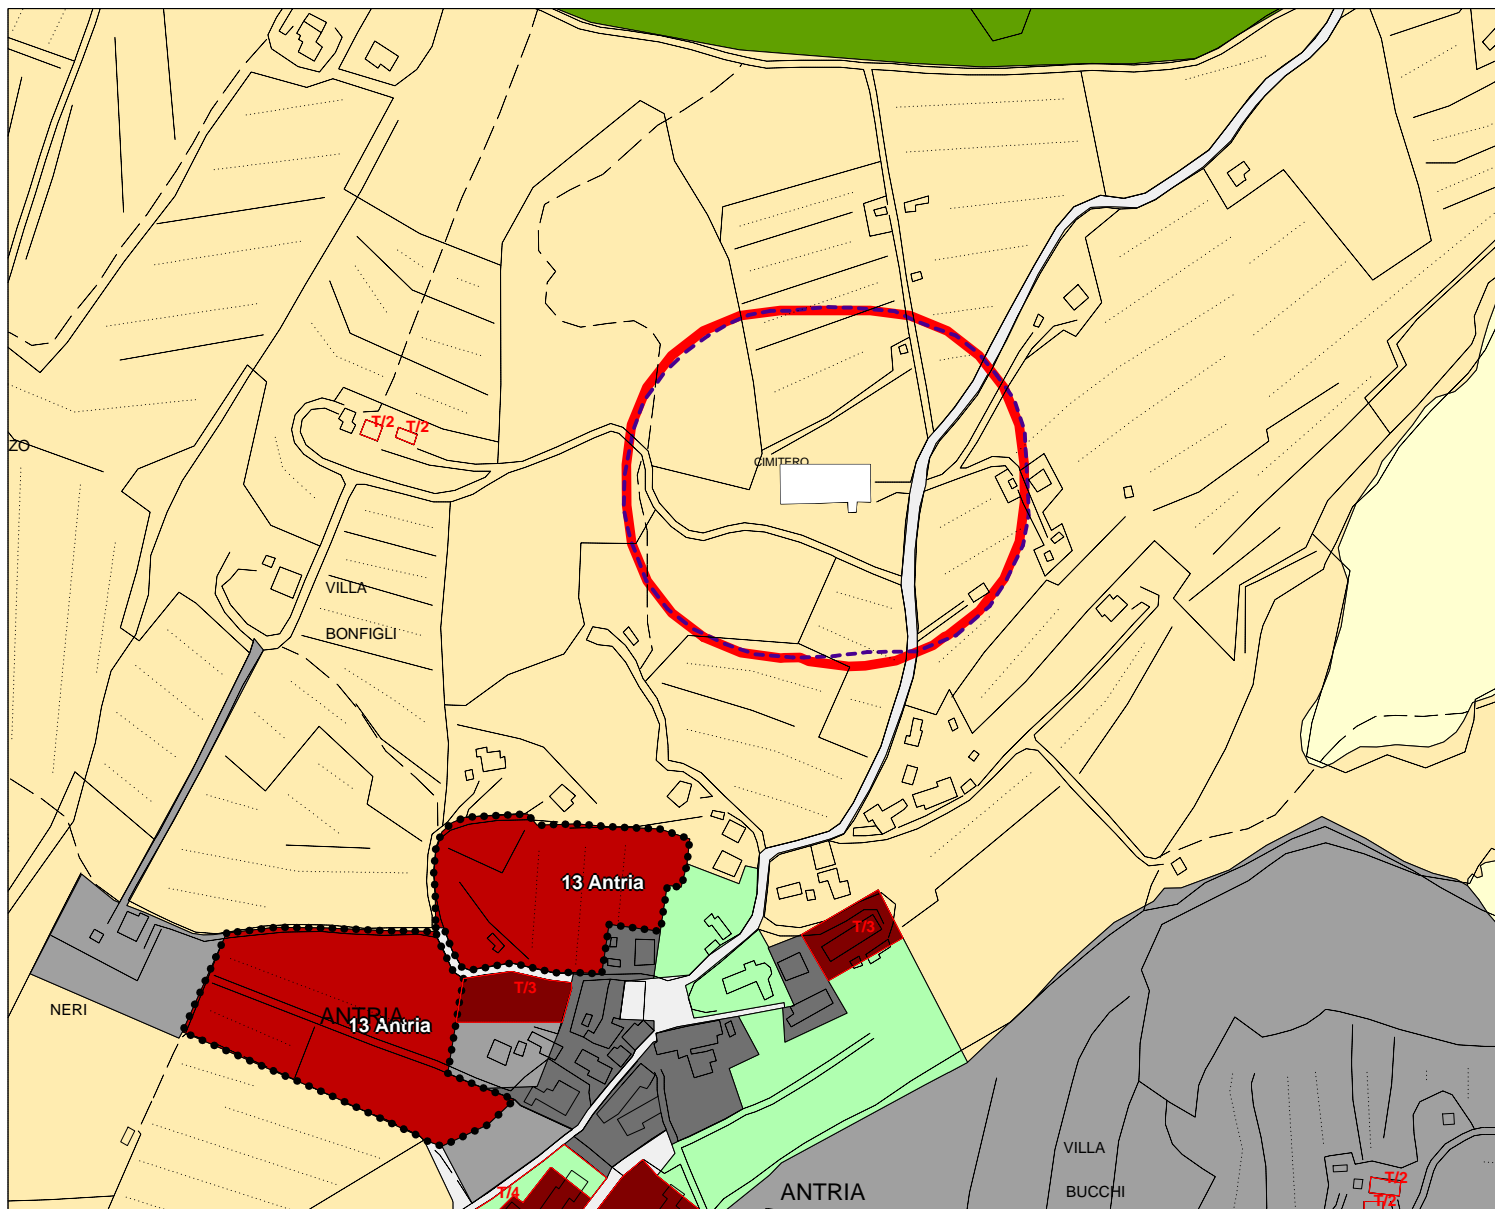 T/2
T/2
ZO
CIMITERO
VILLA
BONFIGLI
13 Antria
T/3
T/3
NERI
ANTRIA
13 Antria
VILLA
T/2
T/4
ANTRIA
BUCCHI
T/2